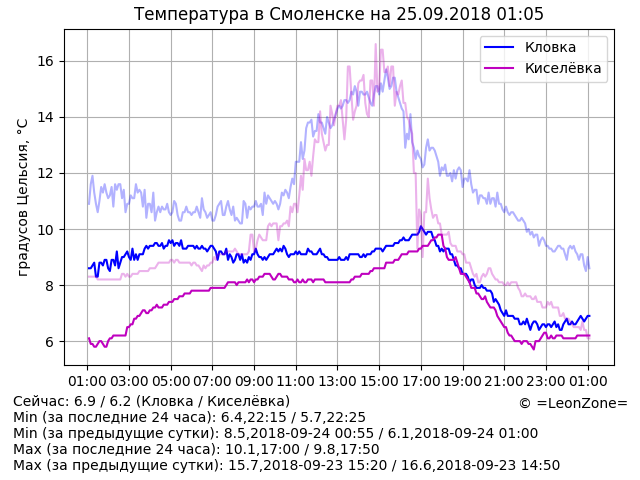 Температура в Смоленске на 25.09.2018 01:05
Кловка
Киселёвка
градусов Цельсия, °C
16
14
12
10
8
6
01:00 03:00 05:00 07:00 09:00 11:00 13:00 15:00 17:00 19:00 21:00 23:00 01:00
Сейчас: 6.9 / 6.2 (Кловка / Киселёвка)
© =LeonZone=
Min (за последние 24 часа): 6.4,22:15 / 5.7,22:25
Min (за предыдущие сутки): 8.5,2018-09-24 00:55 / 6.1,2018-09-24 01:00
Max (за последние 24 часа): 10.1,17:00 / 9.8,17:50
Max (за предыдущие сутки): 15.7,2018-09-23 15:20 / 16.6,2018-09-23 14:50